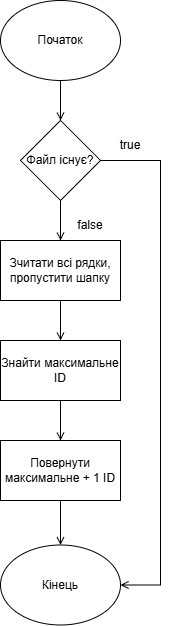 Початок
Файл існує?
true
false
Зчитати всі рядки,
пропустити шапку
Знайти максимальне
ID
Повернути
максимальне + 1 ID
Кінець